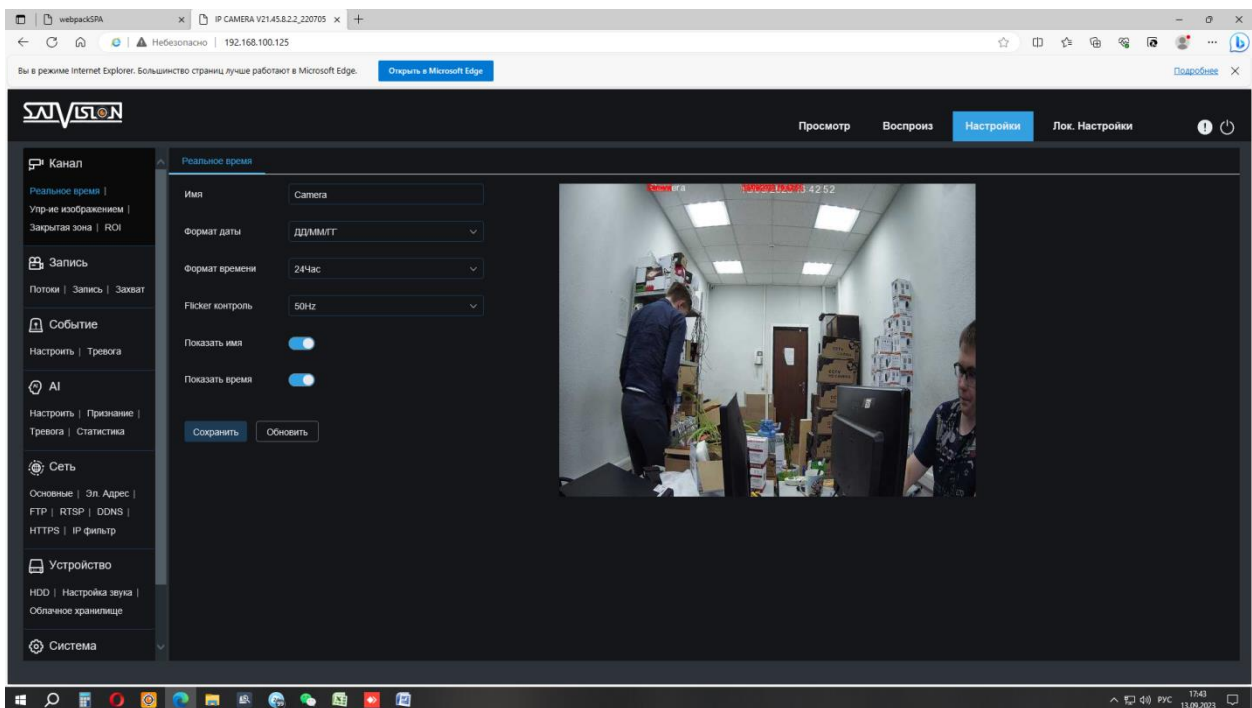 webpackSPA
IP CAMERA V21.45.8.2.2_220705
Небезопасно | 192.168.100.125
Вы в режиме Internet Explorer. Большинство страниц лучше работают в Microsoft Edge.
Открыть в Microsoft Edge
Подробнее
SATVISION
Просмотр
Воспроиз
Настройки
Лок. Настройки
Канал
Реальное время |
Упр-ие изображением |
Закрытая зона | ROI
Запись
Потоки | Запись | Захват
Событие
Настроить | Тревога
AI
Настроить | Признание |
Тревога | Статистика
Сеть
Основные | Эл. Адрес |
FTP | RTSP | DDNS |
HTTPS | IP фильтр
Устройство
HDD | Настройка звука |
Облачное хранилище
Система
Реальное время
Имя
Camera
Формат даты
ДД/ММ/ГГ
Формат времени
24Час
Flicker контроль
50Hz
Показать имя
Показать время
Сохранить
Обновить
42:52
РУС
17:43
13.09.2023